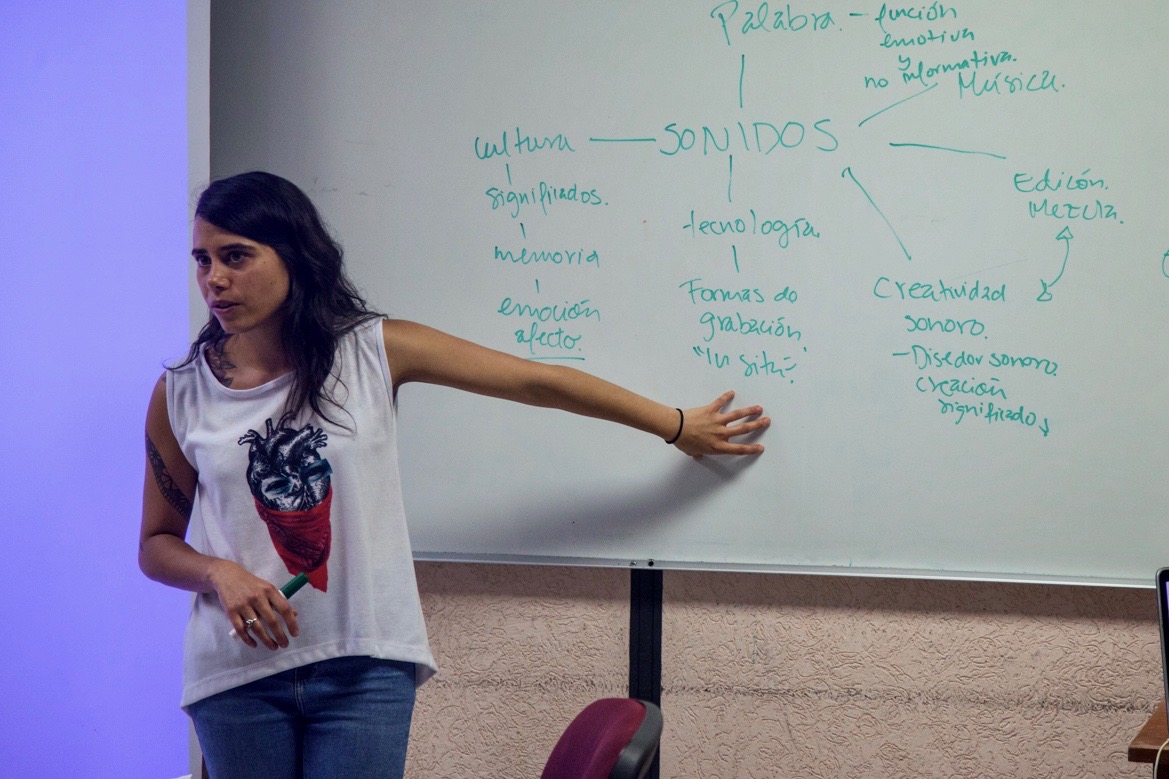 Palabra. - función
emotiva
y
no informativa.
Música.
cultura — SONIDOS
significados.
memoria
emoción
afecto.
tecnología.
Formas de
grabación
"In situ".
Edición.
Mezcla.
Creatividad
sonoro.
- Diseñor sonoro.
creación
significados